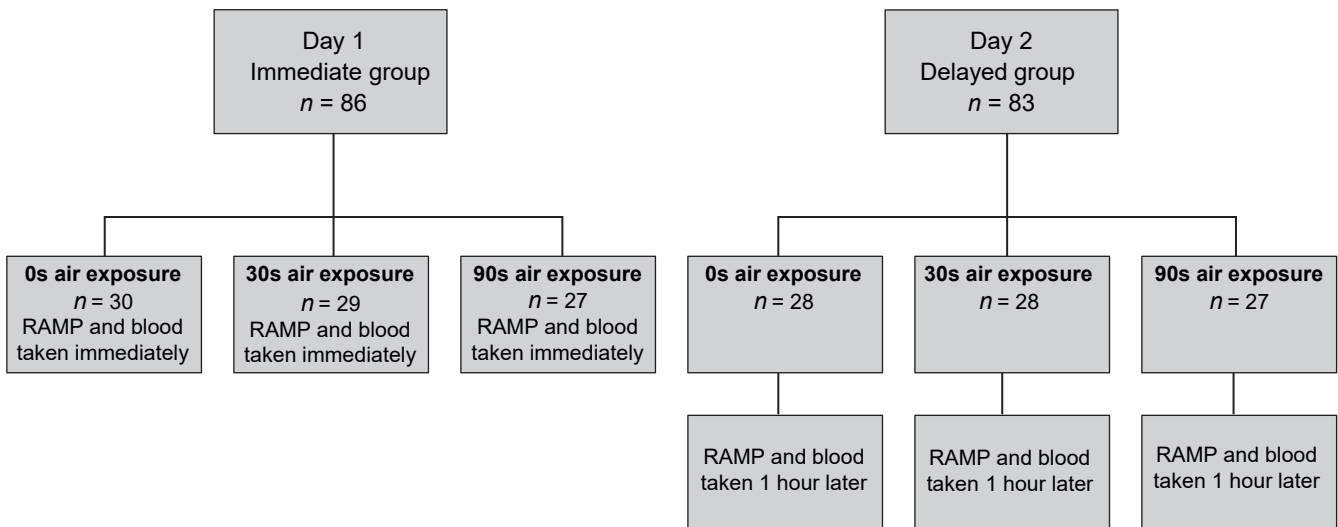 Day 1
Immediate group
n = 86
Day 2
Delayed group
n = 83
0s air exposure
n = 30
RAMP and blood
taken immediately
30s air exposure
n = 29
RAMP and blood
taken immediately
90s air exposure
n = 27
RAMP and blood
taken immediately
0s air exposure
n = 28
30s air exposure
n = 28
90s air exposure
n = 27
RAMP and blood
taken 1 hour later
RAMP and blood
taken 1 hour later
RAMP and blood
taken 1 hour later